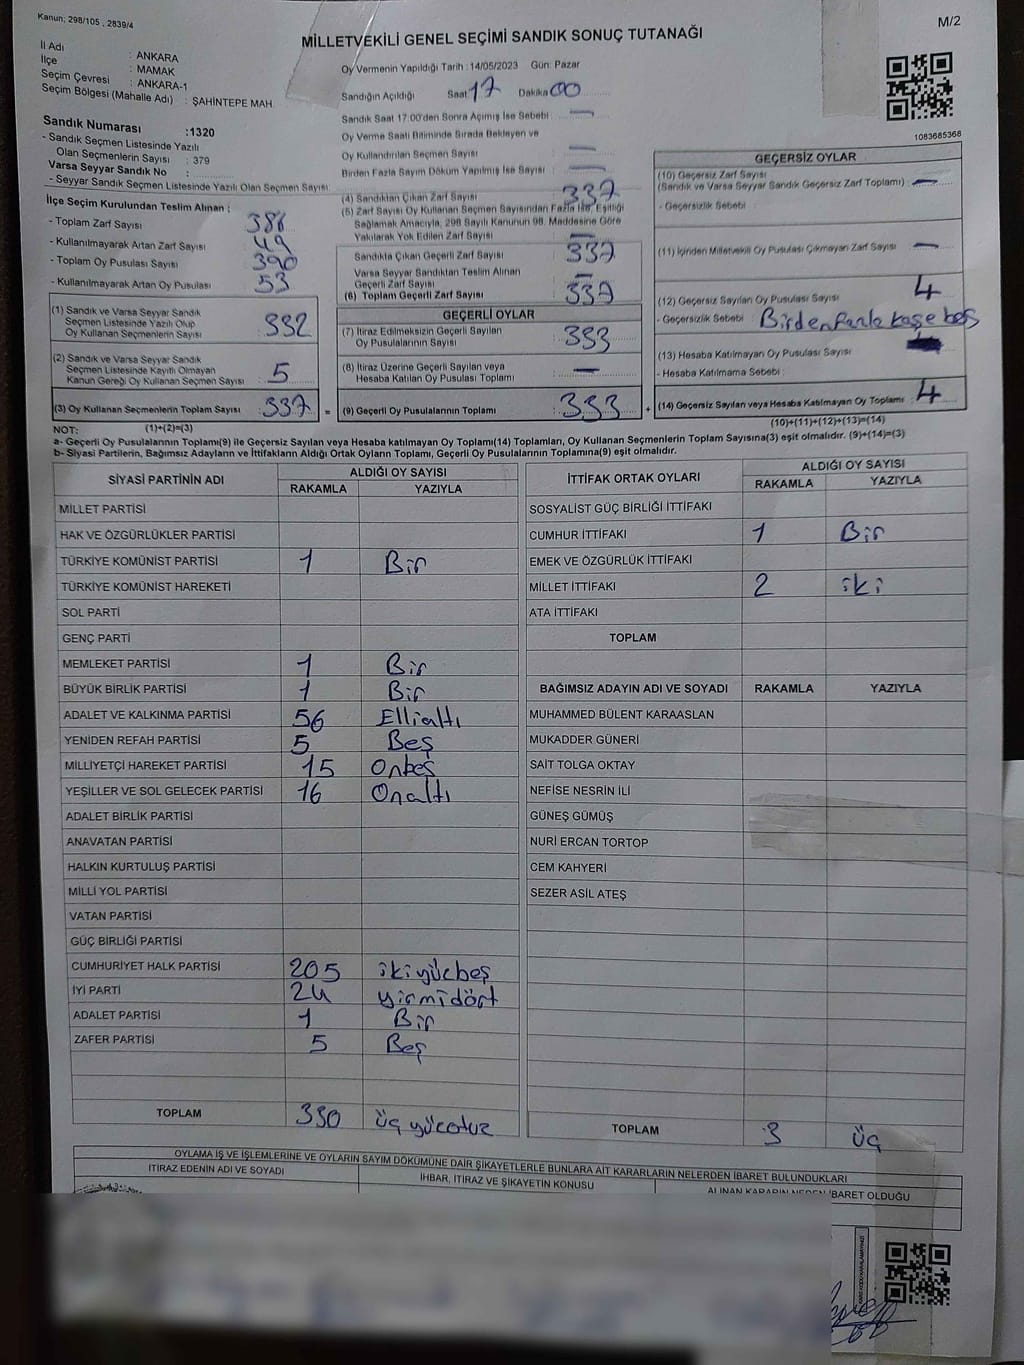 Kanun; 298/105 , 2839/4
M/2
MİLLETVEKİLİ GENEL SEÇİMİ SANDIK SONUÇ TUTANAĞI
İl Adı : ANKARA
İlçe : MAMAK
Seçim Çevresi : ANKARA-1
Seçim Bölgesi (Mahalle Adı) : ŞAHİNTEPE MAH.
Sandık Numarası :1320
- Sandık Seçmen Listesinde Yazılı
Olan Seçmenlerin Sayısı : 379
Varsa Seyyar Sandık No :
- Seyyar Sandık Seçmen Listesinde Yazılı Olan Seçmen Sayısı:
Oy Vermenin Yapıldığı Tarih :14/05/2023 Gün: Pazar
Sandığın Açıldığı Saat 17 Dakika 00
Sandık Saat 17:00'den Sonra Açımış İse Sebebi : —
Oy Verme Saati Bitiminde Sırada Bekleyen ve
Oy Kullandırılan Seçmen Sayısı : —
Birden Fazla Sayım Döküm Yapılmış İse Sayısı : —
1083685368
İlçe Seçim Kurulundan Teslim Alınan :
- Toplam Zarf Sayısı : 386
- Kullanılmayarak Artan Zarf Sayısı : 49
- Toplam Oy Pusulası Sayısı : 390
- Kullanılmayarak Artan Oy Pusulası : 53
(1) Sandık ve Varsa Seyyar Sandık
Seçmen Listesinde Yazılı Olup
Oy Kullanan Seçmenlerin Sayısı : 332
(2) Sandık ve Varsa Seyyar Sandık
Seçmen Listesinde Kayıtlı Olmayan
Kanun Gereği Oy Kullanan Seçmen Sayısı : 5
(3) Oy Kullanan Seçmenlerin Toplam Sayısı : 337 =
(4) Sandıktan Çıkan Zarf Sayısı : 337
(5) Zarf Sayısı Oy Kullanan Seçmen Sayısından Fazla İse, Eşitliği
Sağlamak Amacıyla, 298 Sayılı Kanunun 98. Maddesine Göre
Yakılarak Yok Edilen Zarf Sayısı : —
Sandıkta Çıkan Geçerli Zarf Sayısı : 337
Varsa Seyyar Sandıktan Teslim Alınan
Geçerli Zarf Sayısı : —
(6) Toplam Geçerli Zarf Sayısı : 337
GEÇERLİ OYLAR
(7) İtiraz Edilmeksizin Geçerli Sayılan
Oy Pusulalarının Sayısı : 333
(8) İtiraz Üzerine Geçerli Sayılan veya
Hesaba Katılan Oy Pusulası Toplamı : —
(9) Geçerli Oy Pusulalarının Toplamı : 333 +
GEÇERSİZ OYLAR
(10) Geçersiz Zarf Sayısı
(Sandık ve Varsa Seyyar Sandık Geçersiz Zarf Toplamı) : —
- Geçersizlik Sebebi :
(11) İçinden Milletvekili Oy Pusulası Çıkmayan Zarf Sayısı : —
(12) Geçersiz Sayılan Oy Pusulası Sayısı : 4
- Geçersizlik Sebebi : Birden fazla kaşe beş
(13) Hesaba Katılmayan Oy Pusulası Sayısı :
- Hesaba Katılmama Sebebi :
(14) Geçersiz Sayılan veya Hesaba Katılmayan Oy Toplamı : 4
NOT: (1)+(2)=(3)
(10)+(11)+(12)+(13)=(14)
a- Geçerli Oy Pusulalarının Toplamı(9) ile Geçersiz Sayılan veya Hesaba katılmayan Oy Toplamı(14) Toplamları, Oy Kullanan Seçmenlerin Toplam Sayısına(3) eşit olmalıdır. (9)+(14)=(3)
b- Siyasi Partilerin, Bağımsız Adayların ve İttifakların Aldığı Ortak Oyların Toplamı, Geçerli Oy Pusulalarının Toplamına(9) eşit olmalıdır.
SİYASİ PARTİNİN ADI ALDIĞI OY SAYISI
RAKAMLA YAZIYLA
MİLLET PARTİSİ
HAK VE ÖZGÜRLÜKLER PARTİSİ
TÜRKİYE KOMÜNİST PARTİSİ 1 Bir
TÜRKİYE KOMÜNİST HAREKETİ
SOL PARTİ
GENÇ PARTİ
MEMLEKET PARTİSİ 1 Bir
BÜYÜK BİRLİK PARTİSİ 1 Bir
ADALET VE KALKINMA PARTİSİ 56 Ellialtı
YENİDEN REFAH PARTİSİ 5 Beş
MİLLİYETÇİ HAREKET PARTİSİ 15 Onbeş
YEŞİLLER VE SOL GELECEK PARTİSİ 16 Onaltı
ADALET BİRLİK PARTİSİ
ANAVATAN PARTİSİ
HALKIN KURTULUŞ PARTİSİ
MİLLİ YOL PARTİSİ
VATAN PARTİSİ
GÜÇ BİRLİĞİ PARTİSİ
CUMHURİYET HALK PARTİSİ 205 ikiyüzbeş
İYİ PARTİ 24 yirmidört
ADALET PARTİSİ 1 Bir
ZAFER PARTİSİ 5 Beş
TOPLAM 330 üçyüzotuz
İTTİFAK ORTAK OYLARI ALDIĞI OY SAYISI
RAKAMLA YAZIYLA
SOSYALİST GÜÇ BİRLİĞİ İTTİFAKI
CUMHUR İTTİFAKI 1 Bir
EMEK VE ÖZGÜRLÜK İTTİFAKI
MİLLET İTTİFAKI 2 iki
ATA İTTİFAKI
TOPLAM
BAĞIMSIZ ADAYIN ADI VE SOYADI RAKAMLA YAZIYLA
MUHAMMED BÜLENT KARAASLAN
MUKADDER GÜNERİ
SAİT TOLGA OKTAY
NEFİSE NESRİN İLİ
GÜNEŞ GÜMÜŞ
NURİ ERCAN TORTOP
CEM KAHYERİ
SEZER ASİL ATEŞ
TOPLAM 3 üç
OYLAMA İŞ VE İŞLEMLERİNE VE OYLARIN SAYIM DÖKÜMÜNE DAİR ŞİKAYETLERLE BUNLARA AİT KARARLARIN NELERDEN İBARET BULUNDUKLARI
İTİRAZ EDENİN ADI VE SOYADI İHBAR, İTİRAZ VE ŞİKAYETİN KONUSU ALINAN KARARIN NEDEN İBARET OLDUĞU